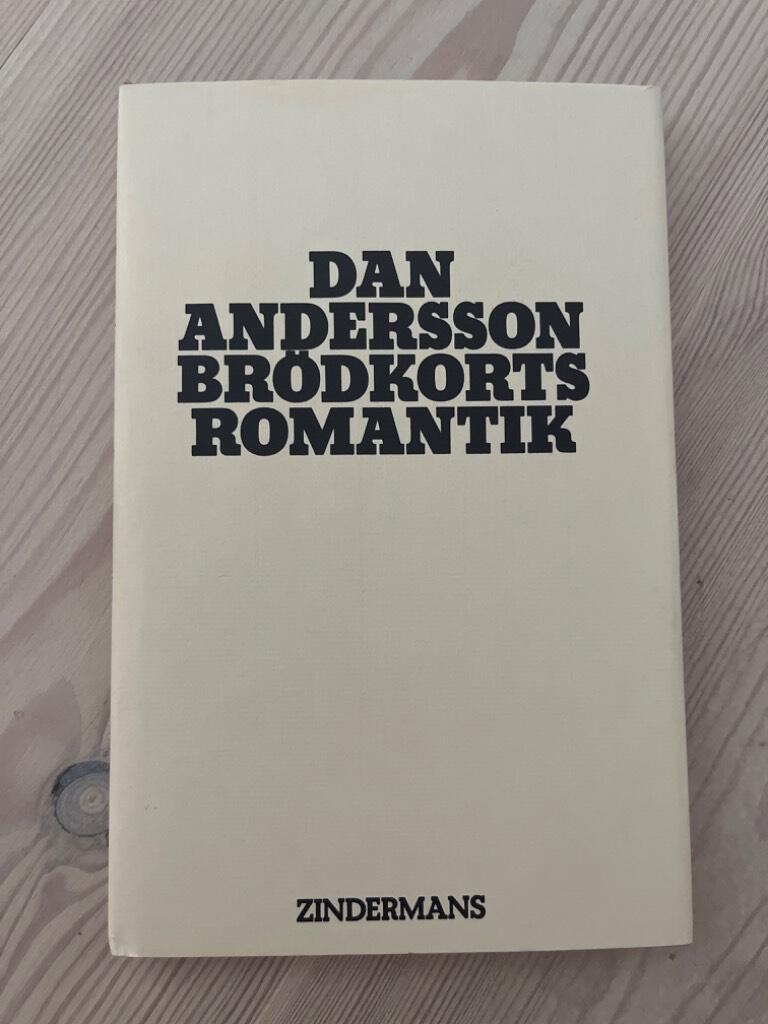 DAN
ANDERSSON
BRÖDKORTS
ROMANTIK
ZINDERMANS